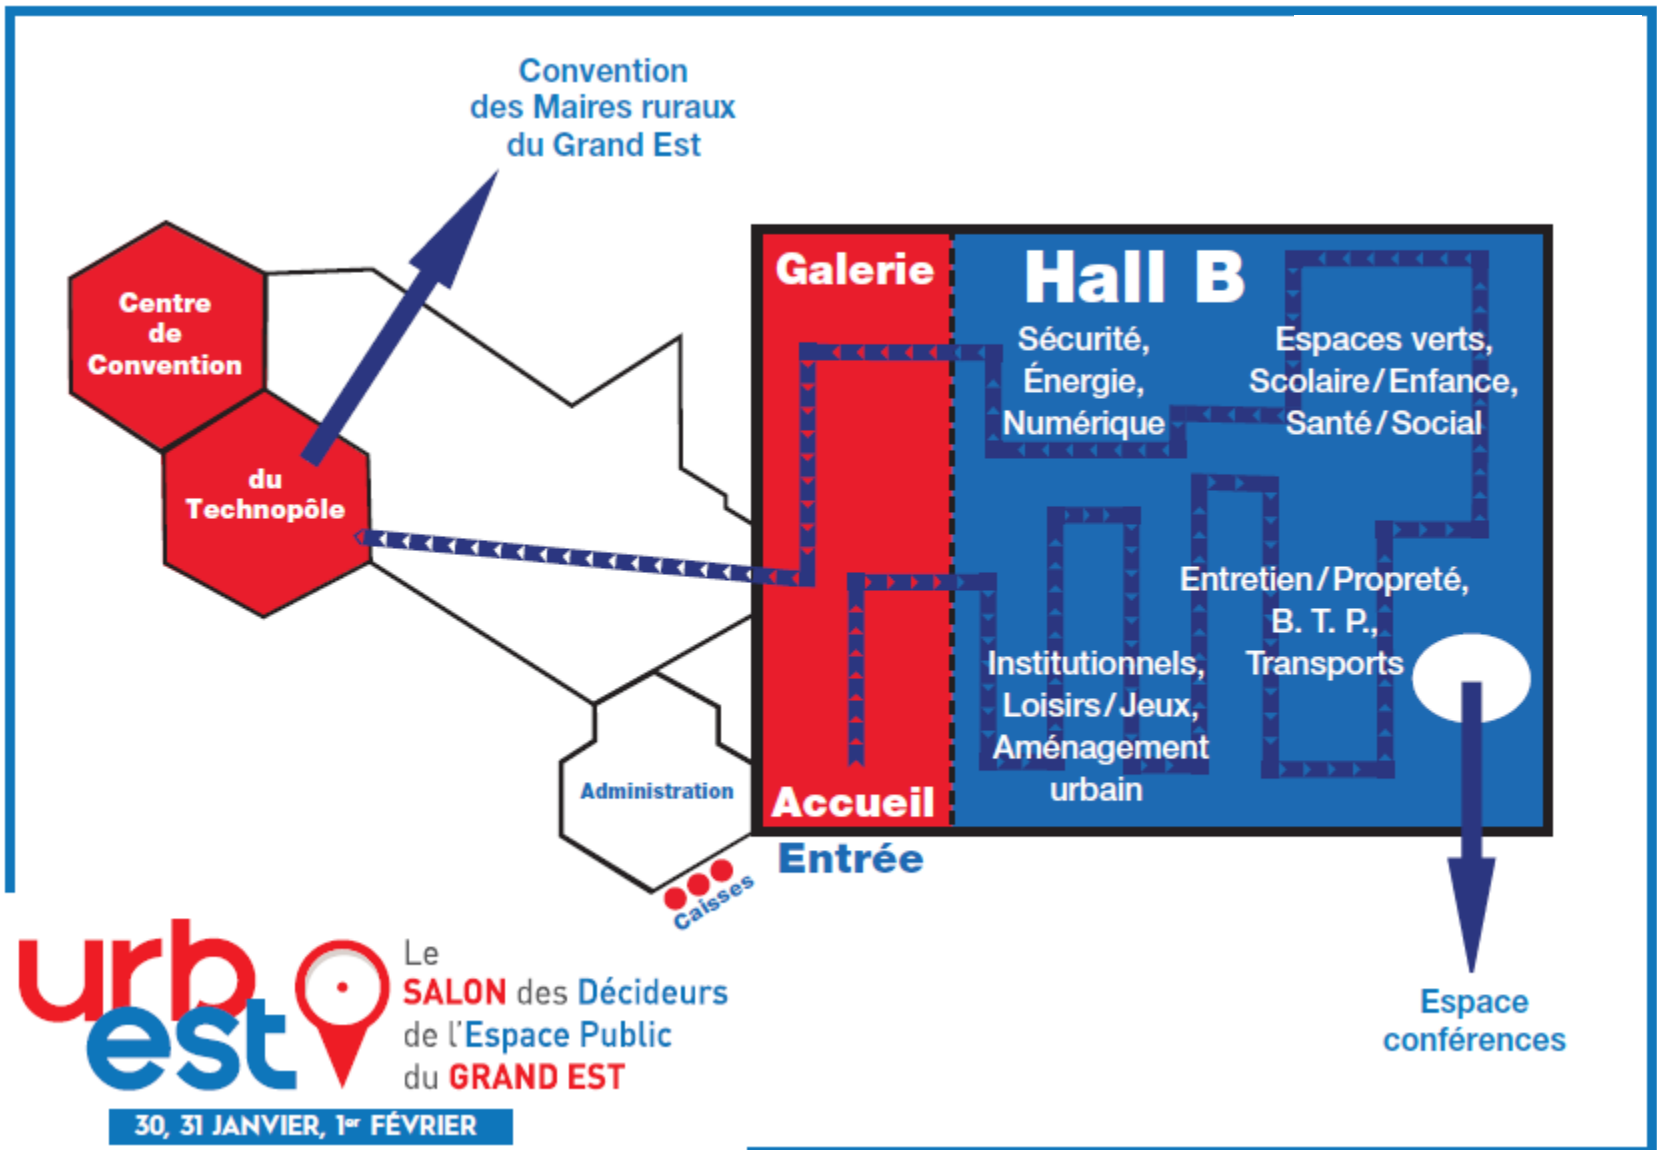 Convention
des Maires ruraux
du Grand Est
Centre
de
Convention
du
Technopôle
Galerie
Hall B
Sécurité,
Énergie,
Numérique
Espaces verts,
Scolaire/Enfance,
Santé/Social
Entretien/Propreté,
B. T. P.,
Transports
Institutionnels,
Loisirs/Jeux,
Aménagement
urbain
Administration
Accueil
Entrée
Caisses
Espace
conférences
urb
est
Le
SALON des Décideurs
de l'Espace Public
du GRAND EST
30, 31 JANVIER, 1er FÉVRIER